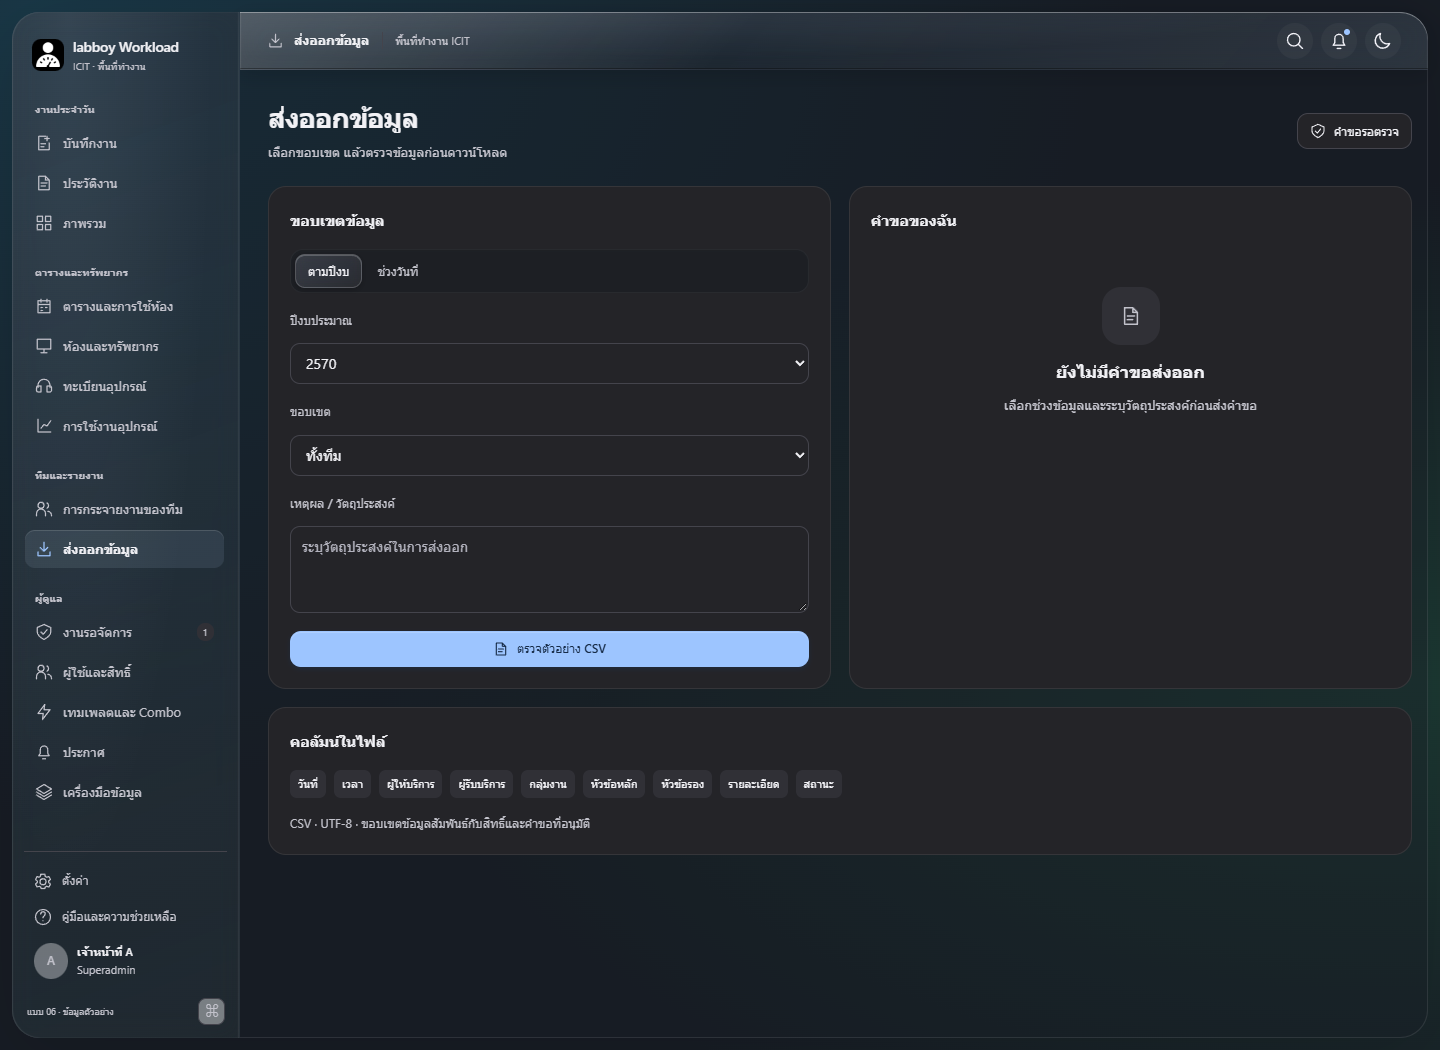 labboy Workload
ICIT · พื้นที่ทำงาน
งานประจำวัน
บันทึกงาน
ประวัติงาน
ภาพรวม
ตารางและทรัพยากร
ตารางและการใช้ห้อง
ห้องและทรัพยากร
ทะเบียนอุปกรณ์
การใช้งานอุปกรณ์
ทีมและรายงาน
การกระจายงานของทีม
ส่งออกข้อมูล
ผู้ดูแล
งานรอจัดการ 1
ผู้ใช้และสิทธิ์
เทมเพลตและ Combo
ประกาศ
เครื่องมือข้อมูล
ตั้งค่า
คู่มือและความช่วยเหลือ
A
เจ้าหน้าที่ A
Superadmin
แบบ 06 · ข้อมูลตัวอย่าง
⌘
ส่งออกข้อมูล พื้นที่ทำงาน ICIT
ส่งออกข้อมูล
เลือกขอบเขต แล้วตรวจข้อมูลก่อนดาวน์โหลด
คำขอรอตรวจ
ขอบเขตข้อมูล
ตามปีงบ ช่วงวันที่
ปีงบประมาณ
2570
ขอบเขต
ทั้งทีม
เหตุผล / วัตถุประสงค์
ระบุวัตถุประสงค์ในการส่งออก
ตรวจตัวอย่าง CSV
คำขอของฉัน
ยังไม่มีคำขอส่งออก
เลือกช่วงข้อมูลและระบุวัตถุประสงค์ก่อนส่งคำขอ
คอลัมน์ในไฟล์
วันที่ เวลา ผู้ให้บริการ ผู้รับบริการ กลุ่มงาน หัวข้อหลัก หัวข้อรอง รายละเอียด สถานะ
CSV · UTF-8 · ขอบเขตข้อมูลสัมพันธ์กับสิทธิ์และคำขอที่อนุมัติ